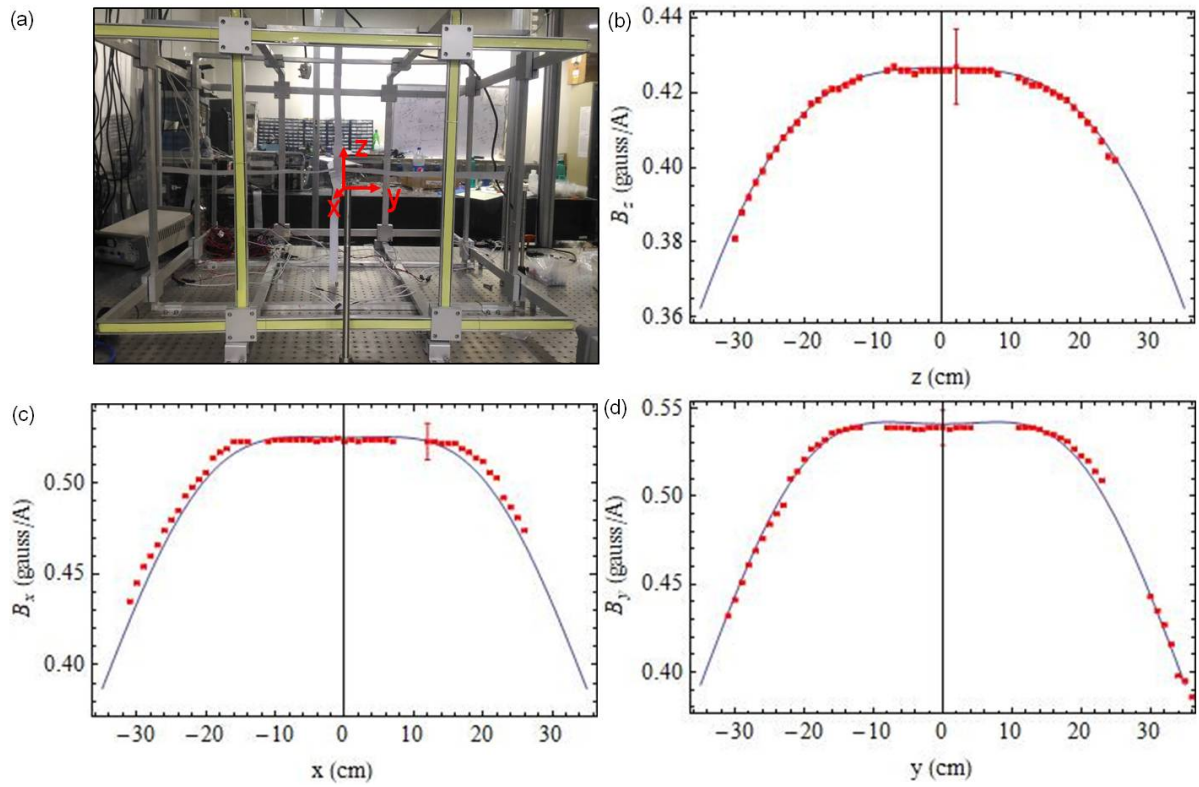 (a)
z
x
y
(b)
0.44
0.42
0.40
0.38
0.36
B_z (gauss/A)
−30 −20 −10 0 10 20 30
z (cm)
(c)
0.50
0.45
0.40
B_x (gauss/A)
−30 −20 −10 0 10 20 30
x (cm)
(d)
0.55
0.50
0.45
0.40
B_y (gauss/A)
−30 −20 −10 0 10 20 30
y (cm)